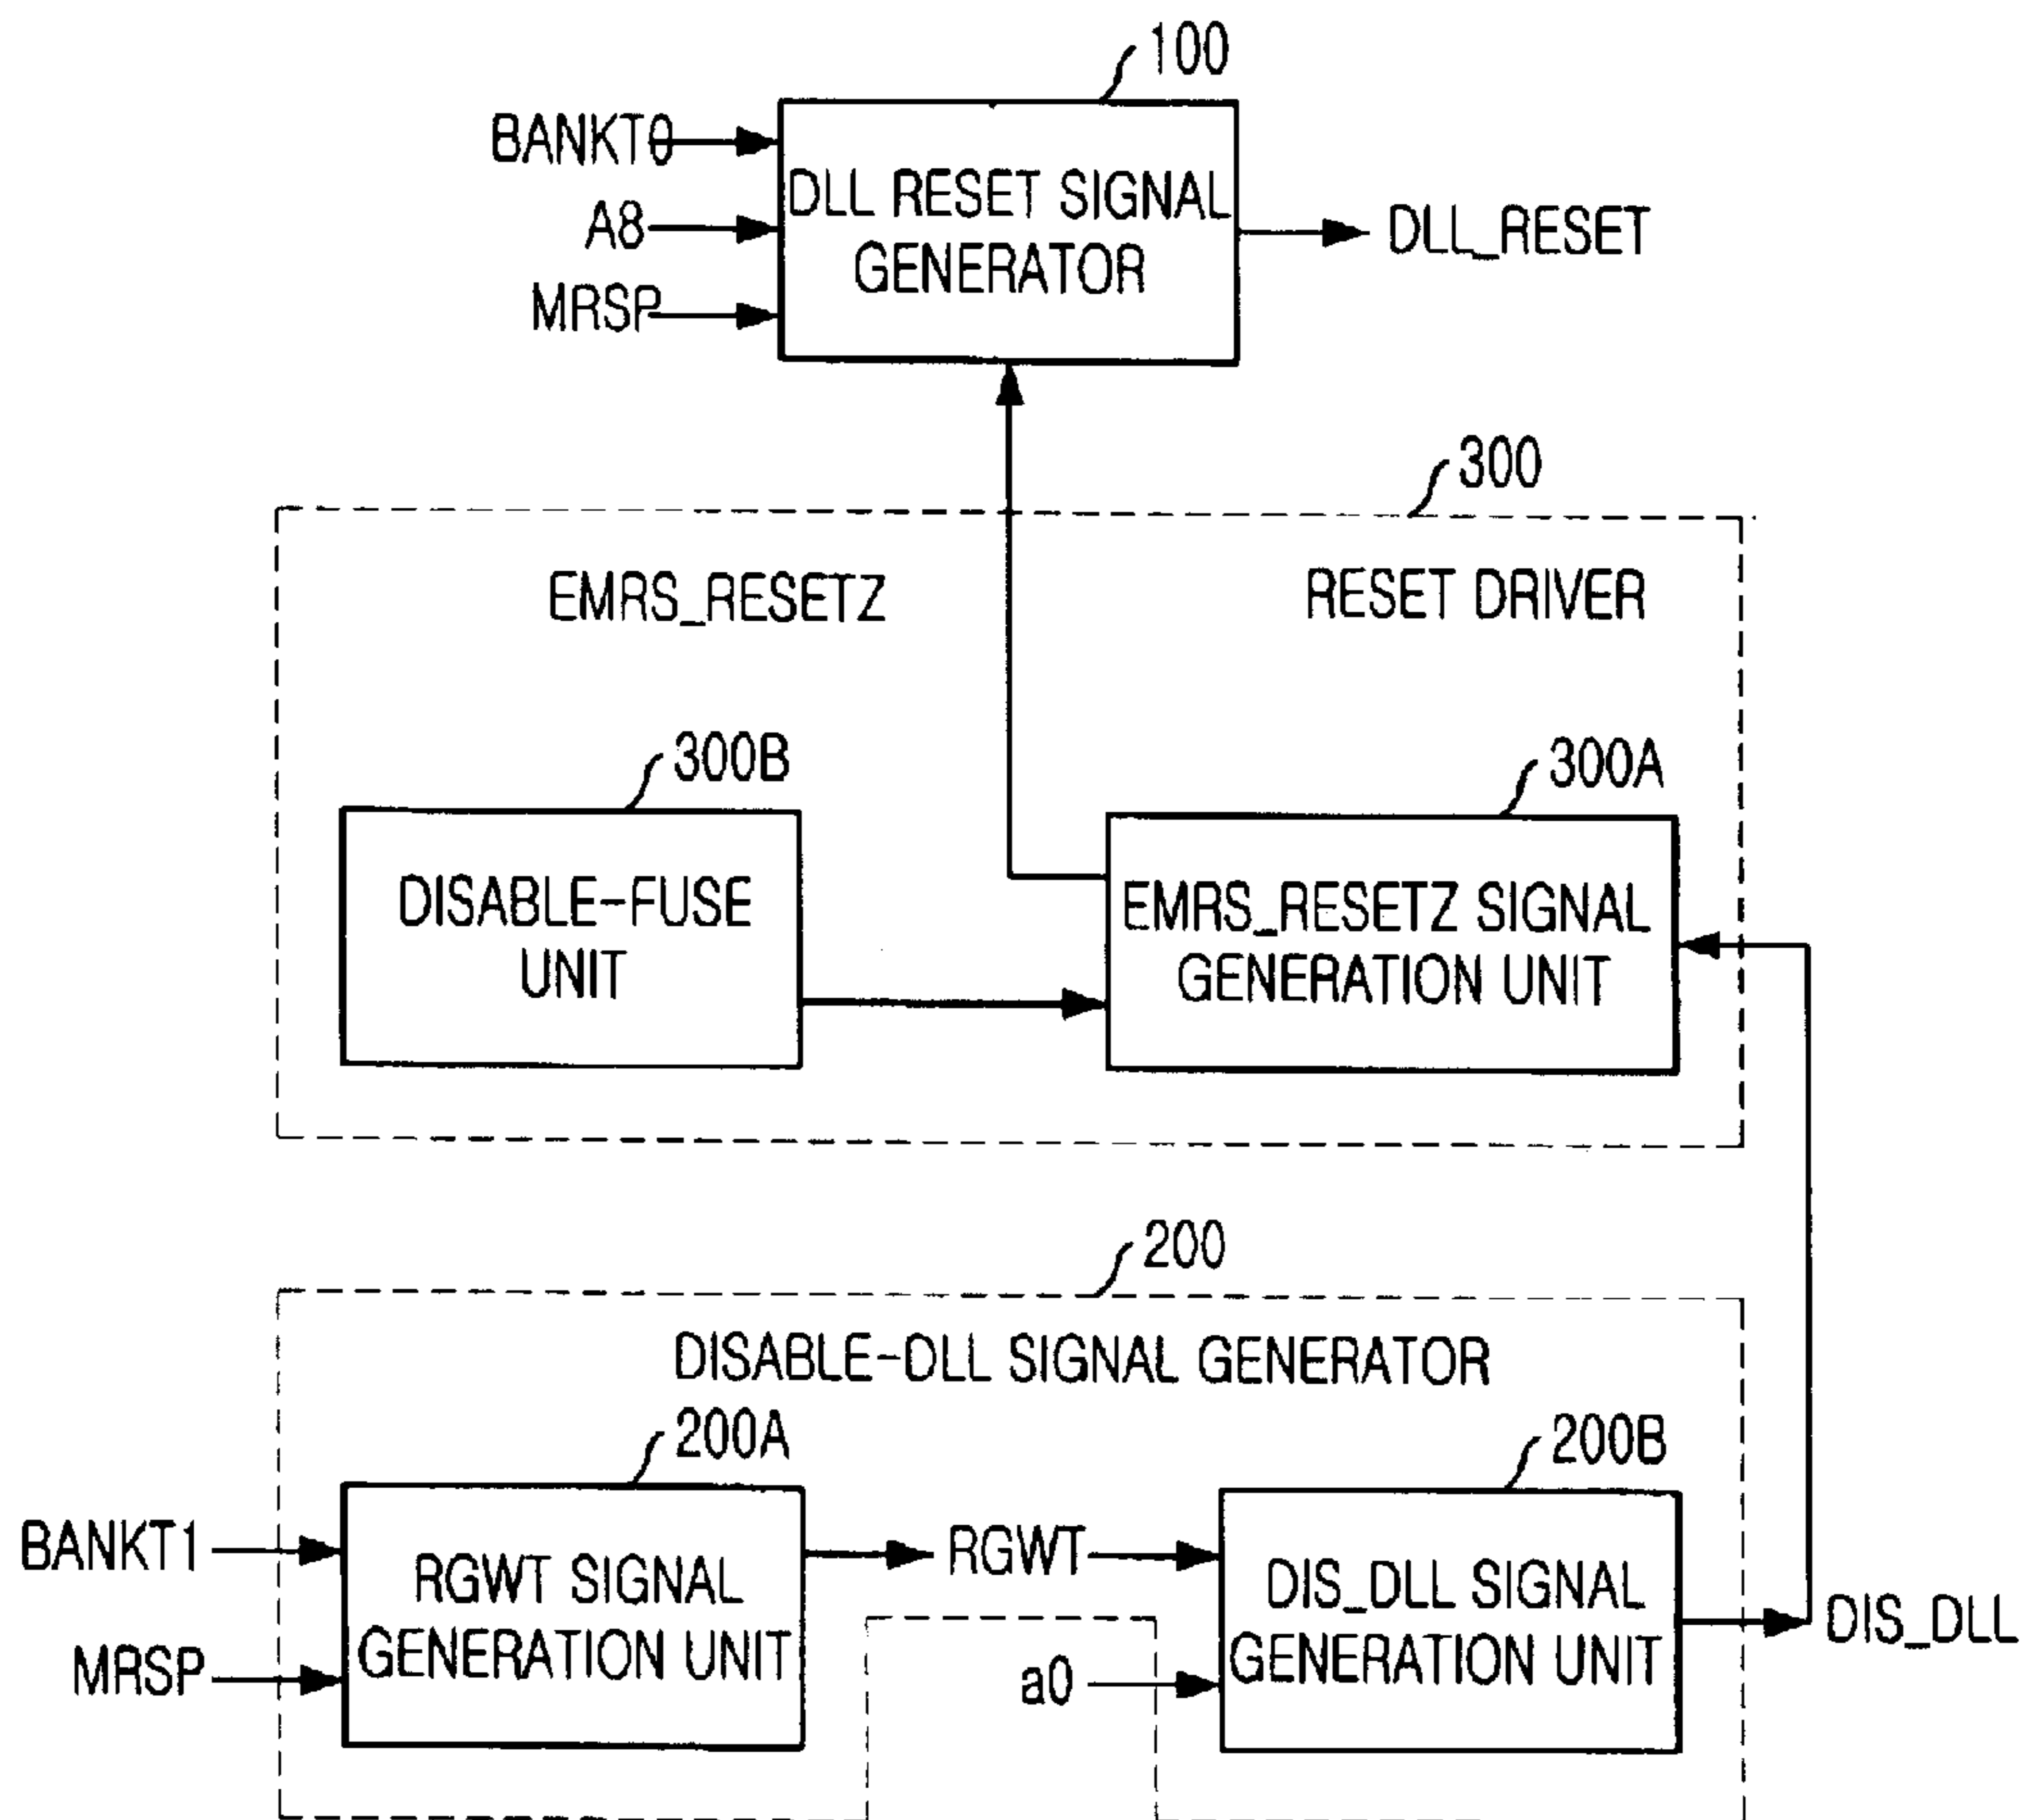 100
BANKT0
A8
MRSP
DLL RESET SIGNAL
GENERATOR
DLL_RESET
300
EMRS_RESETZ
RESET DRIVER
300B
300A
DISABLE-FUSE
UNIT
EMRS_RESETZ SIGNAL
GENERATION UNIT
200
DISABLE-DLL SIGNAL GENERATOR
200A
200B
BANKT1
MRSP
RGWT SIGNAL
GENERATION UNIT
RGWT
a0
DIS_DLL SIGNAL
GENERATION UNIT
DIS_DLL